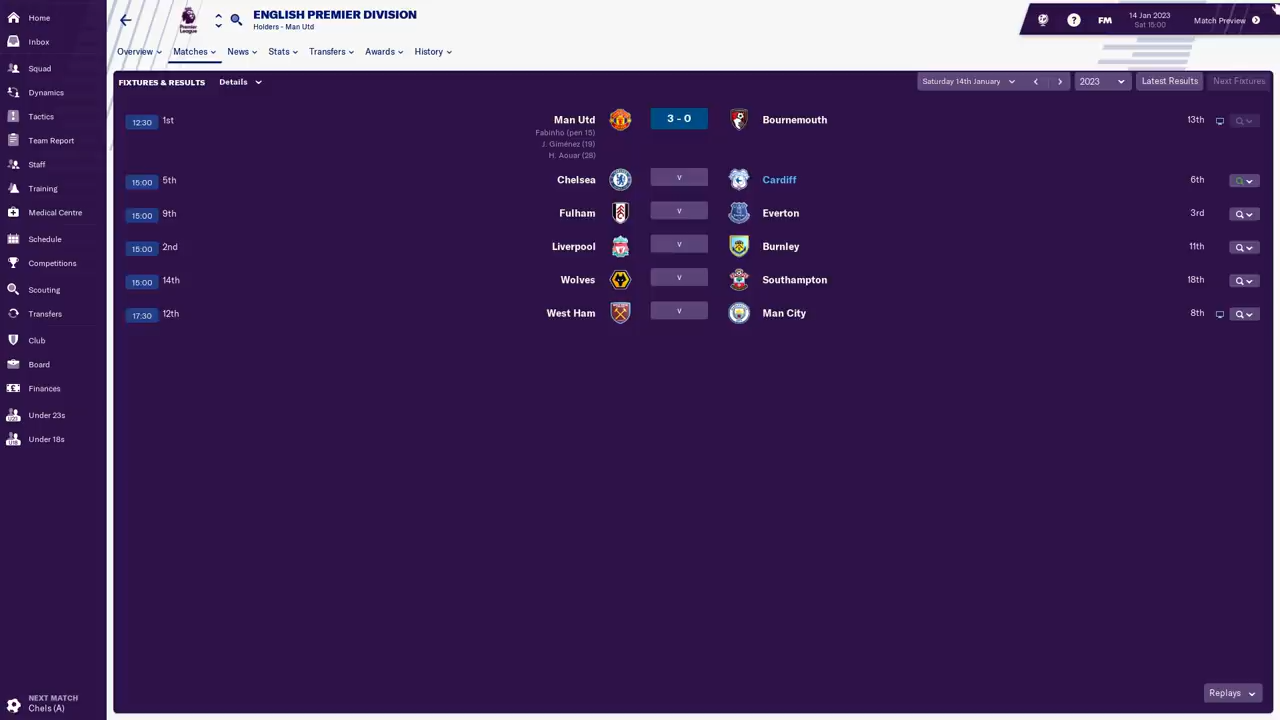 Home
Inbox
Squad
Dynamics
Tactics
Team Report
Staff
Training
Medical Centre
Schedule
Competitions
Scouting
Transfers
Club
Board
Finances
Under 23s
Under 18s
NEXT MATCH
Chels (A)
ENGLISH PREMIER DIVISION
Holders - Man Utd
FM
14 Jan 2023
Sat 15:00
Match Preview
Overview Matches News Stats Transfers Awards History
FIXTURES & RESULTS Details Saturday 14th January 2023 Latest Results Next Fixtures
12:30 1st Man Utd 3 - 0 Bournemouth 13th
Fabinho (pen 15)
J. Giménez (19)
H. Aouar (28)
15:00 5th Chelsea v Cardiff 6th
15:00 9th Fulham v Everton 3rd
15:00 2nd Liverpool v Burnley 11th
15:00 14th Wolves v Southampton 18th
17:30 12th West Ham v Man City 8th
Replays